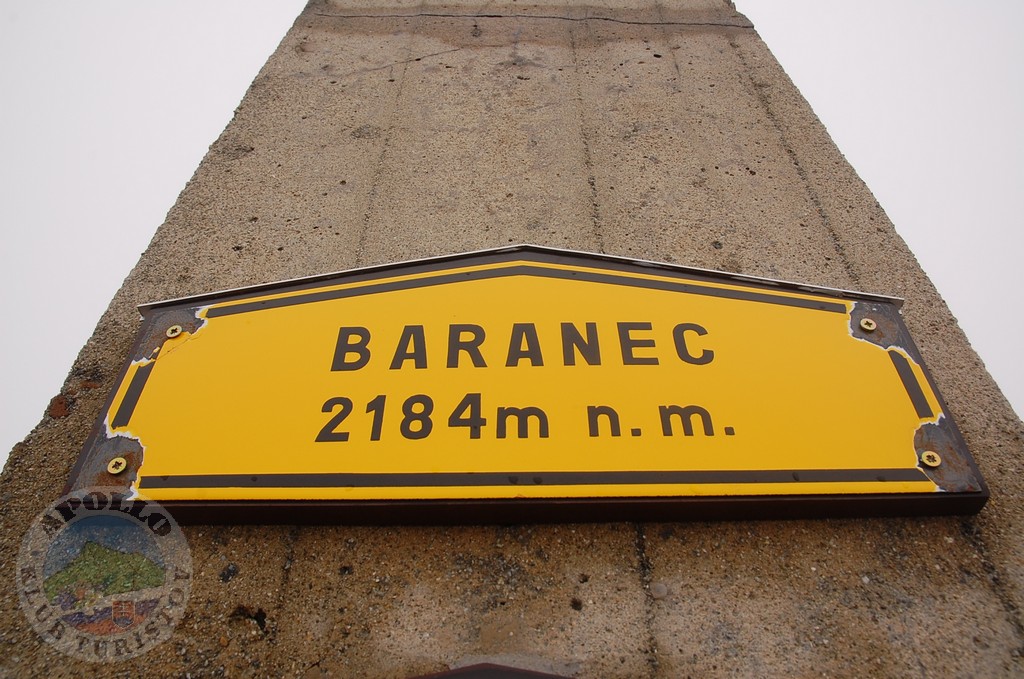 BARANEC
2184m n.m.
APOLLO
KLUB TURISTOV